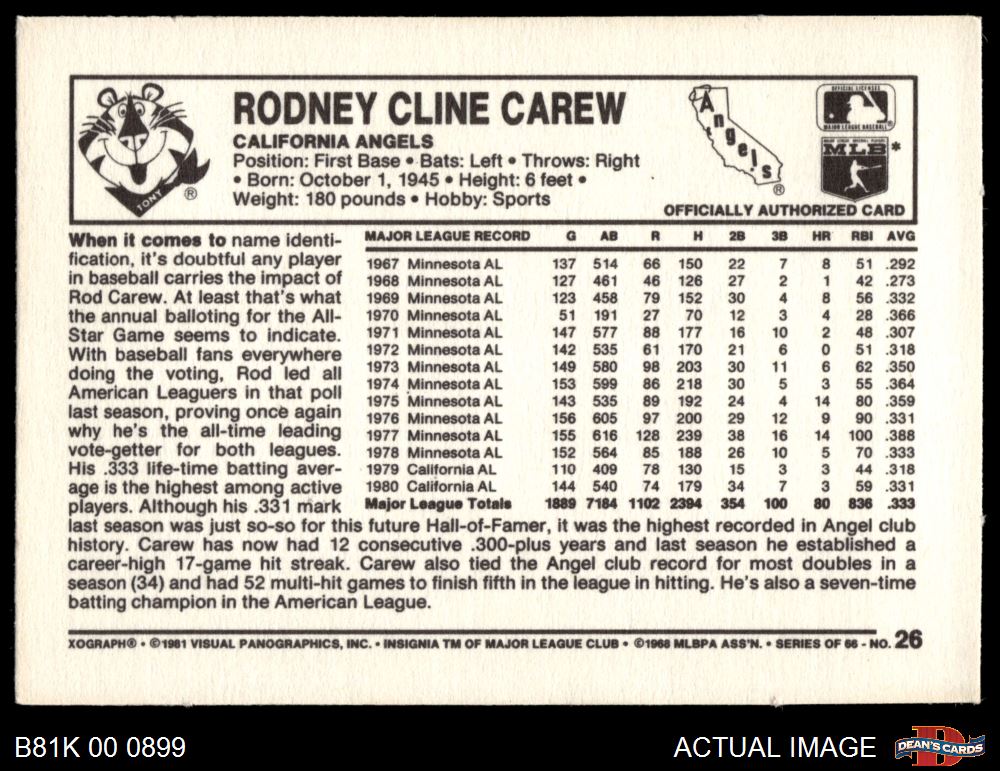 RODNEY CLINE CAREW
CALIFORNIA ANGELS
Position: First Base • Bats: Left • Throws: Right
• Born: October 1, 1945 • Height: 6 feet •
Weight: 180 pounds • Hobby: Sports
TONY ®
Angels ®
OFFICIAL LICENSEE
MAJOR LEAGUE BASEBALL
MLB*
OFFICIALLY AUTHORIZED CARD
When it comes to name identi-
fication, it's doubtful any player
in baseball carries the impact of
Rod Carew. At least that's what
the annual balloting for the All-
Star Game seems to indicate.
With baseball fans everywhere
doing the voting, Rod led all
American Leaguers in that poll
last season, proving once again
why he's the all-time leading
vote-getter for both leagues.
His .333 life-time batting aver-
age is the highest among active
players. Although his .331 mark
last season was just so-so for this future Hall-of-Famer, it was the highest recorded in Angel club
history. Carew has now had 12 consecutive .300-plus years and last season he established a
career-high 17-game hit streak. Carew also tied the Angel club record for most doubles in a
season (34) and had 52 multi-hit games to finish fifth in the league in hitting. He's also a seven-time
batting champion in the American League.
MAJOR LEAGUE RECORD G AB R H 2B 3B HR RBI AVG
1967 Minnesota AL 137 514 66 150 22 7 8 51 .292
1968 Minnesota AL 127 461 46 126 27 2 1 42 .273
1969 Minnesota AL 123 458 79 152 30 4 8 56 .332
1970 Minnesota AL 51 191 27 70 12 3 4 28 .366
1971 Minnesota AL 147 577 88 177 16 10 2 48 .307
1972 Minnesota AL 142 535 61 170 21 6 0 51 .318
1973 Minnesota AL 149 580 98 203 30 11 6 62 .350
1974 Minnesota AL 153 599 86 218 30 5 3 55 .364
1975 Minnesota AL 143 535 89 192 24 4 14 80 .359
1976 Minnesota AL 156 605 97 200 29 12 9 90 .331
1977 Minnesota AL 155 616 128 239 38 16 14 100 .388
1978 Minnesota AL 152 564 85 188 26 10 5 70 .333
1979 California AL 110 409 78 130 15 3 3 44 .318
1980 California AL 144 540 74 179 34 7 3 59 .331
Major League Totals 1889 7184 1102 2394 354 100 80 836 .333
XOGRAPH® • ©1981 VISUAL PANOGRAPHICS, INC. • INSIGNIA TM OF MAJOR LEAGUE CLUB • ©1968 MLBPA ASS'N. • SERIES OF 66 - NO. 26
B81K 00 0899
ACTUAL IMAGE
D
DEAN'S CARDS